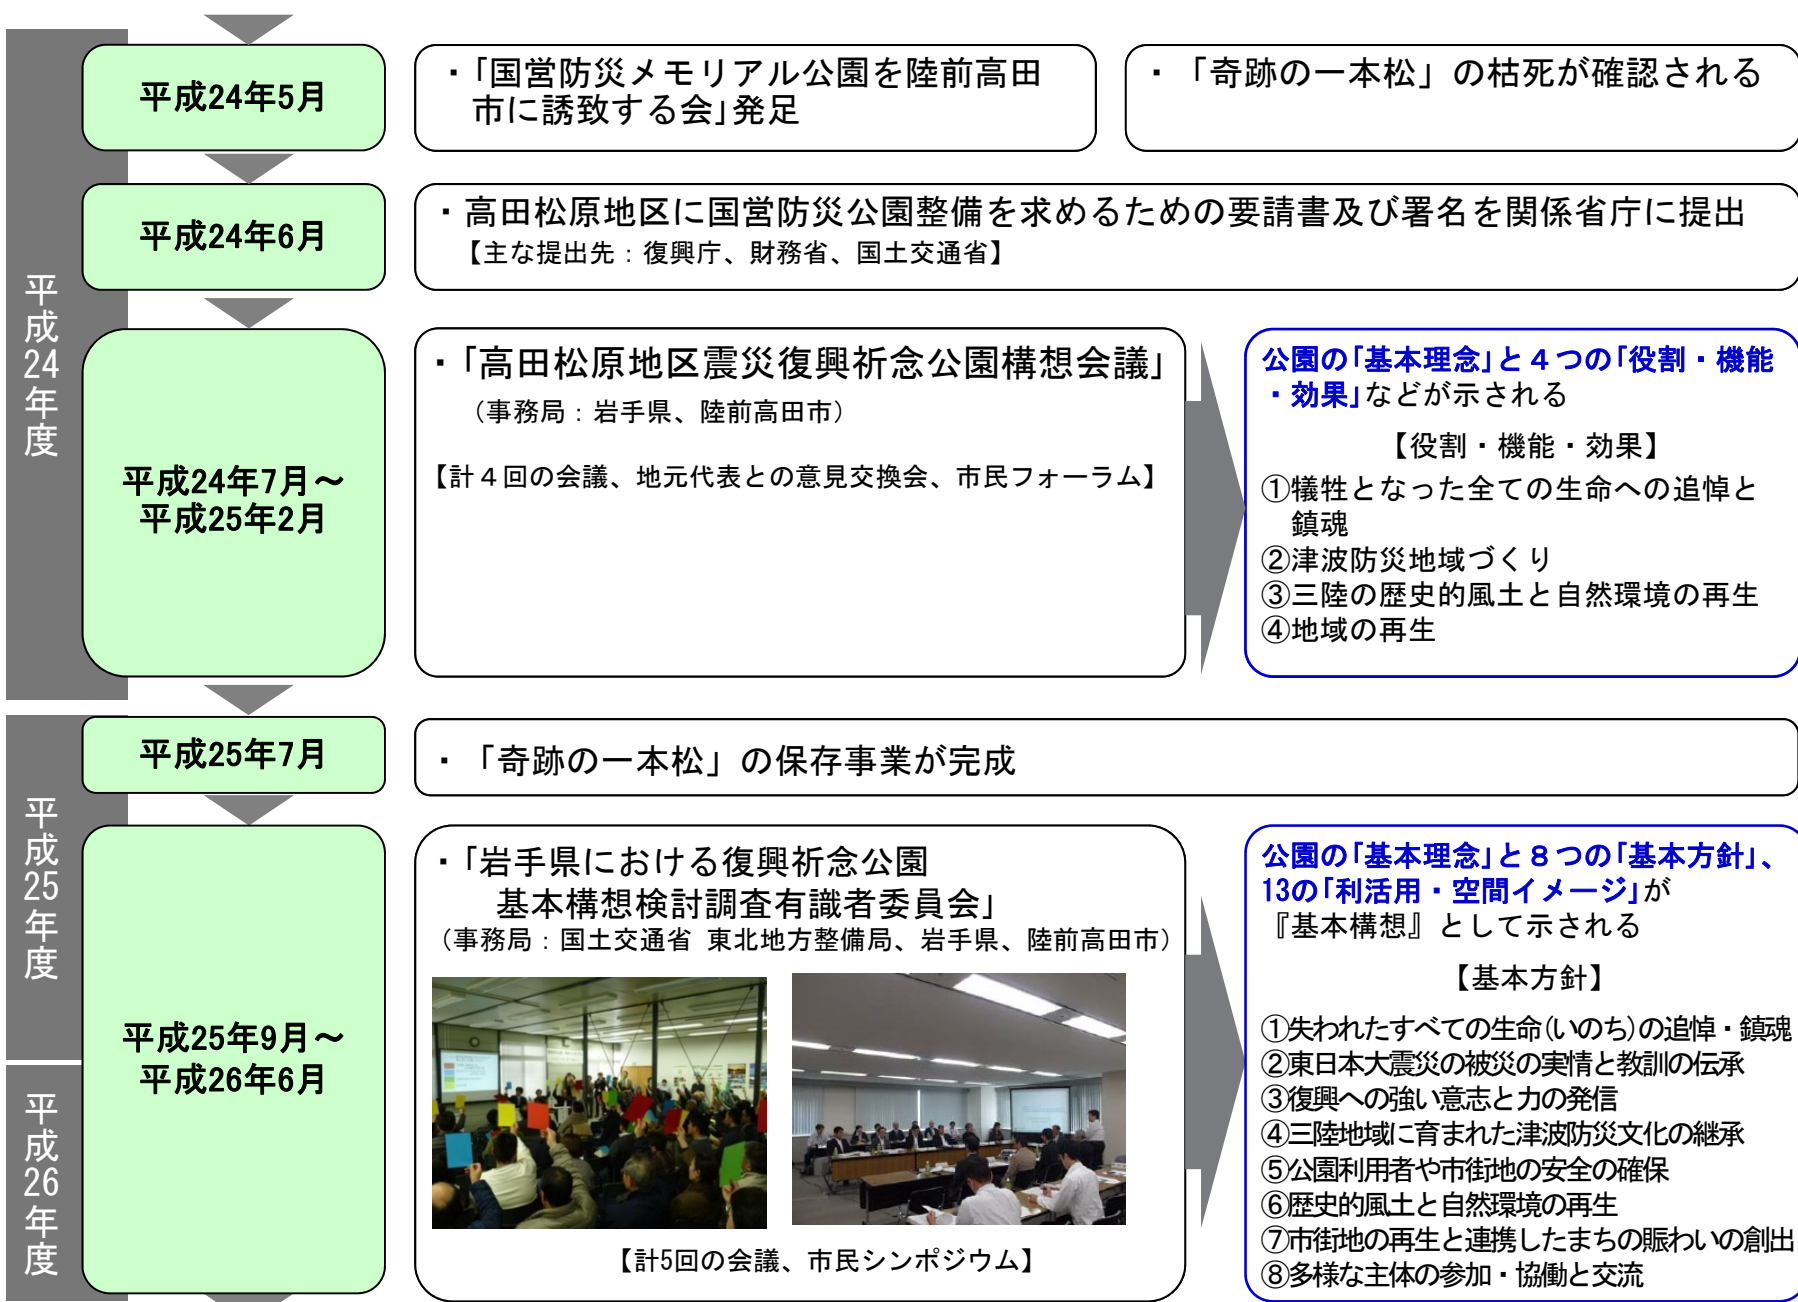 平成24年度
平成24年5月
・「国営防災メモリアル公園を陸前高田
市に誘致する会」発足
・「奇跡の一本松」の枯死が確認される
平成24年6月
・高田松原地区に国営防災公園整備を求めるための要請書及び署名を関係省庁に提出
【主な提出先：復興庁、財務省、国土交通省】
平成24年7月～
平成25年2月
・「高田松原地区震災復興祈念公園構想会議」
（事務局：岩手県、陸前高田市）
【計４回の会議、地元代表との意見交換会、市民フォーラム】
公園の「基本理念」と４つの「役割・機能
・効果」などが示される
【役割・機能・効果】
①犠牲となった全ての生命への追悼と
鎮魂
②津波防災地域づくり
③三陸の歴史的風土と自然環境の再生
④地域の再生
平成25年度
平成25年7月
・「奇跡の一本松」の保存事業が完成
平成26年度
平成25年9月～
平成26年6月
・「岩手県における復興祈念公園
基本構想検討調査有識者委員会」
（事務局：国土交通省 東北地方整備局、岩手県、陸前高田市）
【計5回の会議、市民シンポジウム】
公園の「基本理念」と８つの「基本方針」、
13の「利活用・空間イメージ」が
『基本構想』として示される
【基本方針】
①失われたすべての生命(いのち)の追悼・鎮魂
②東日本大震災の被災の実情と教訓の伝承
③復興への強い意志と力の発信
④三陸地域に育まれた津波防災文化の継承
⑤公園利用者や市街地の安全の確保
⑥歴史的風土と自然環境の再生
⑦市街地の再生と連携したまちの賑わいの創出
⑧多様な主体の参加・協働と交流